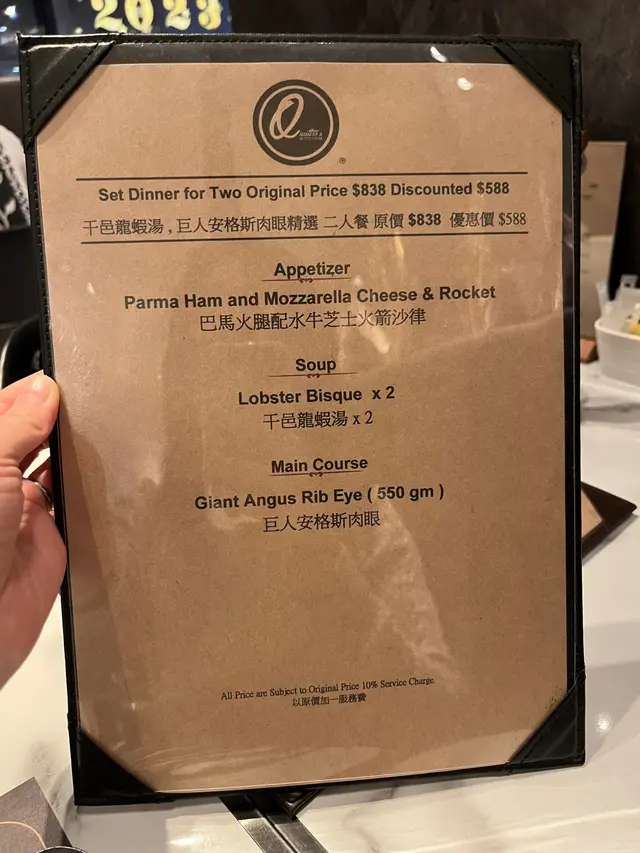 2023
Set Dinner for Two Original Price $838 Discounted $588
干邑龍蝦湯 , 巨人安格斯肉眼精選 二人餐 原價 $838 優惠價 $588
Appetizer
Parma Ham and Mozzarella Cheese & Rocket
巴馬火腿配水牛芝士火箭沙律
Soup
Lobster Bisque x 2
干邑龍蝦湯 x 2
Main Course
Giant Angus Rib Eye ( 550 gm )
巨人安格斯肉眼
All Price are Subject to Original Price 10% Service Charge
以原價加一服務費